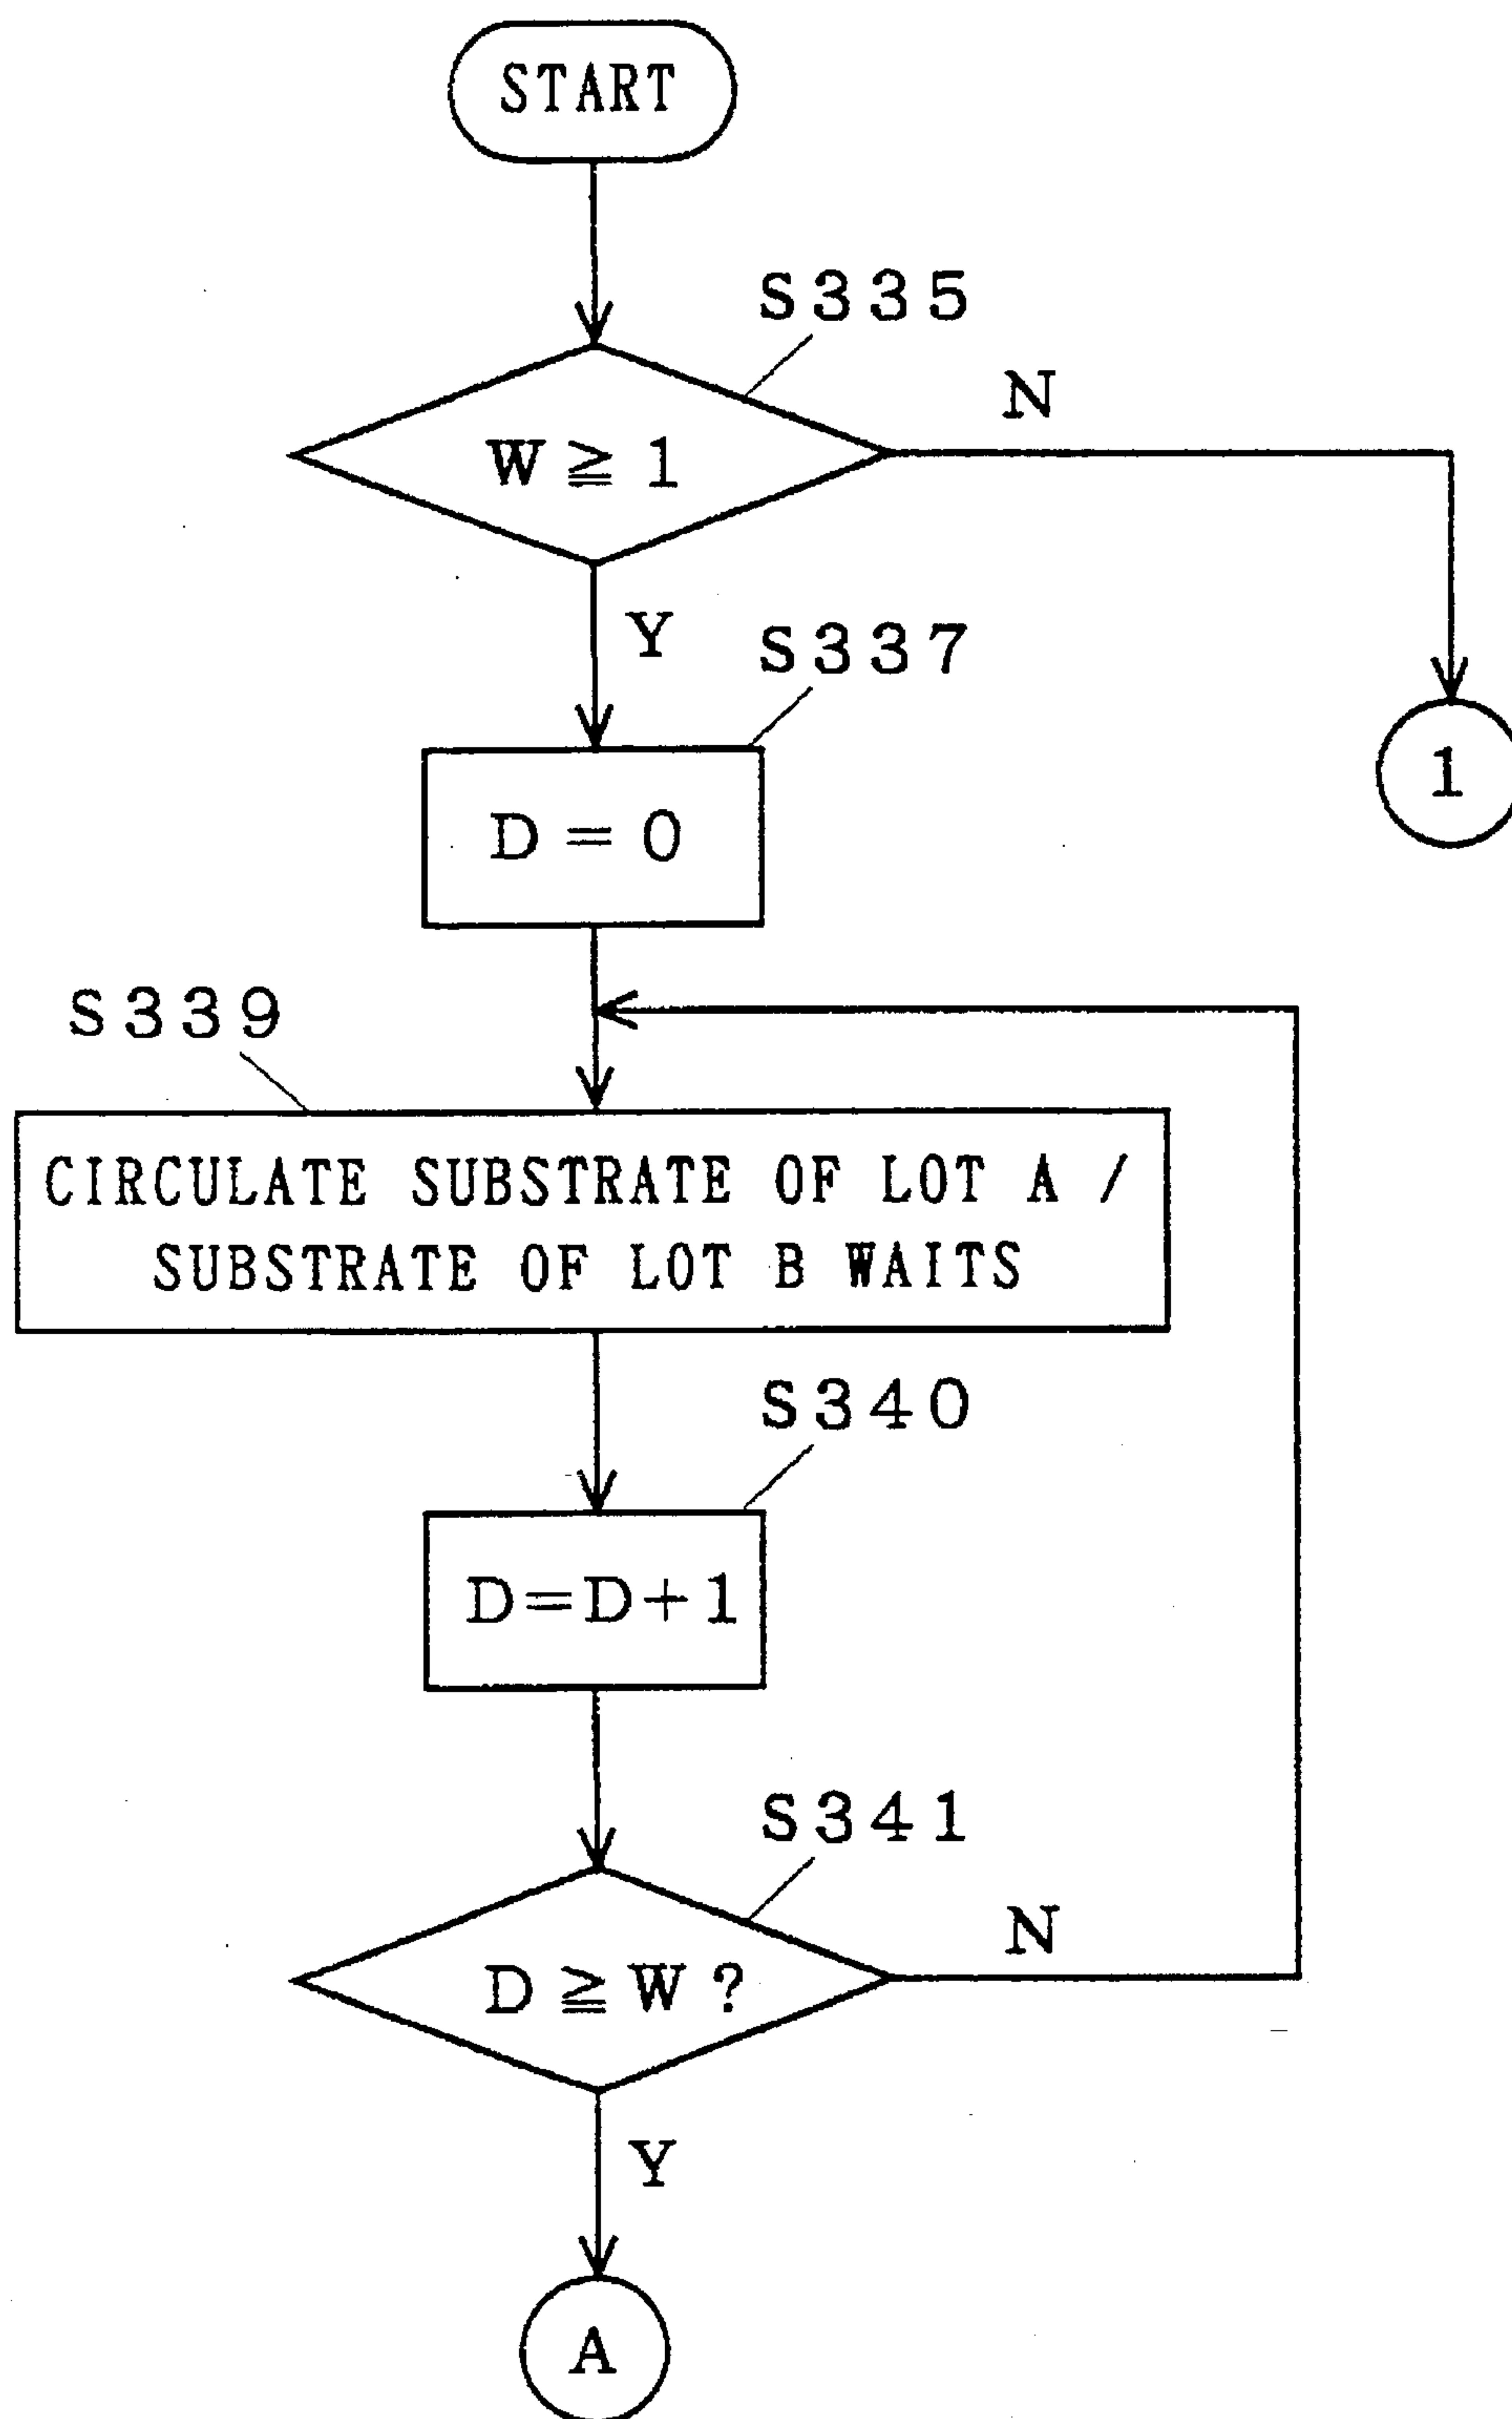 START
S335
N
W ≧ 1
Y
S337
1
D = 0
S339
CIRCULATE SUBSTRATE OF LOT A /
SUBSTRATE OF LOT B WAITS
S340
D=D+1
S341
N
D ≧ W ?
Y
A